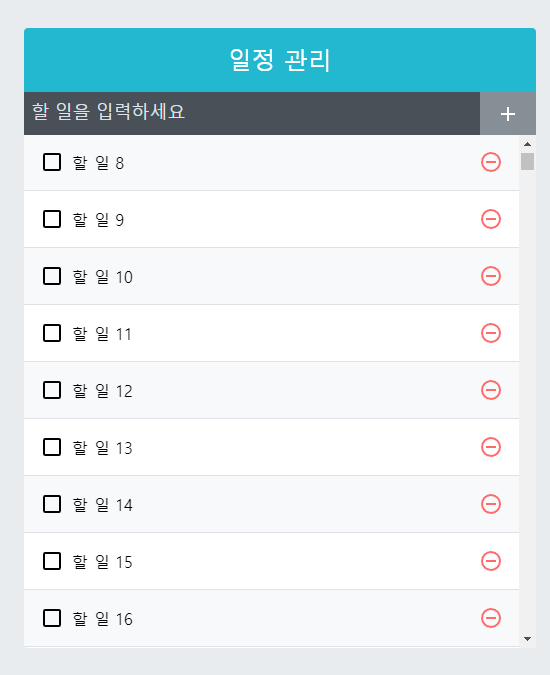 일정 관리
할 일을 입력하세요
할 일 8
할 일 9
할 일 10
할 일 11
할 일 12
할 일 13
할 일 14
할 일 15
할 일 16